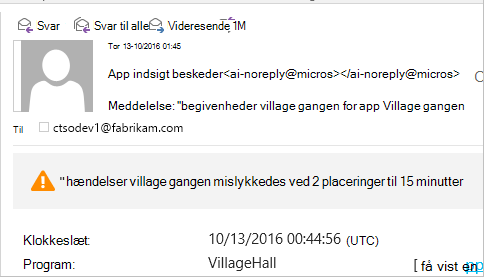 Svar Svar til alle Videresende IM
Tor 13-10/2016 01:45
App indsigt beskeder<ai-noreply@micros></ai-noreply@micros>
Meddelelse: "begivenheder village gangen for app Village gangen
Til ctsodev1@fabrikam.com
"hændelser village gangen mislykkedes ved 2 placeringer til 15 minutter
Klokkeslæt: 10/13/2016 00:44:56 (UTC)
Program: VillageHall [ få vist en